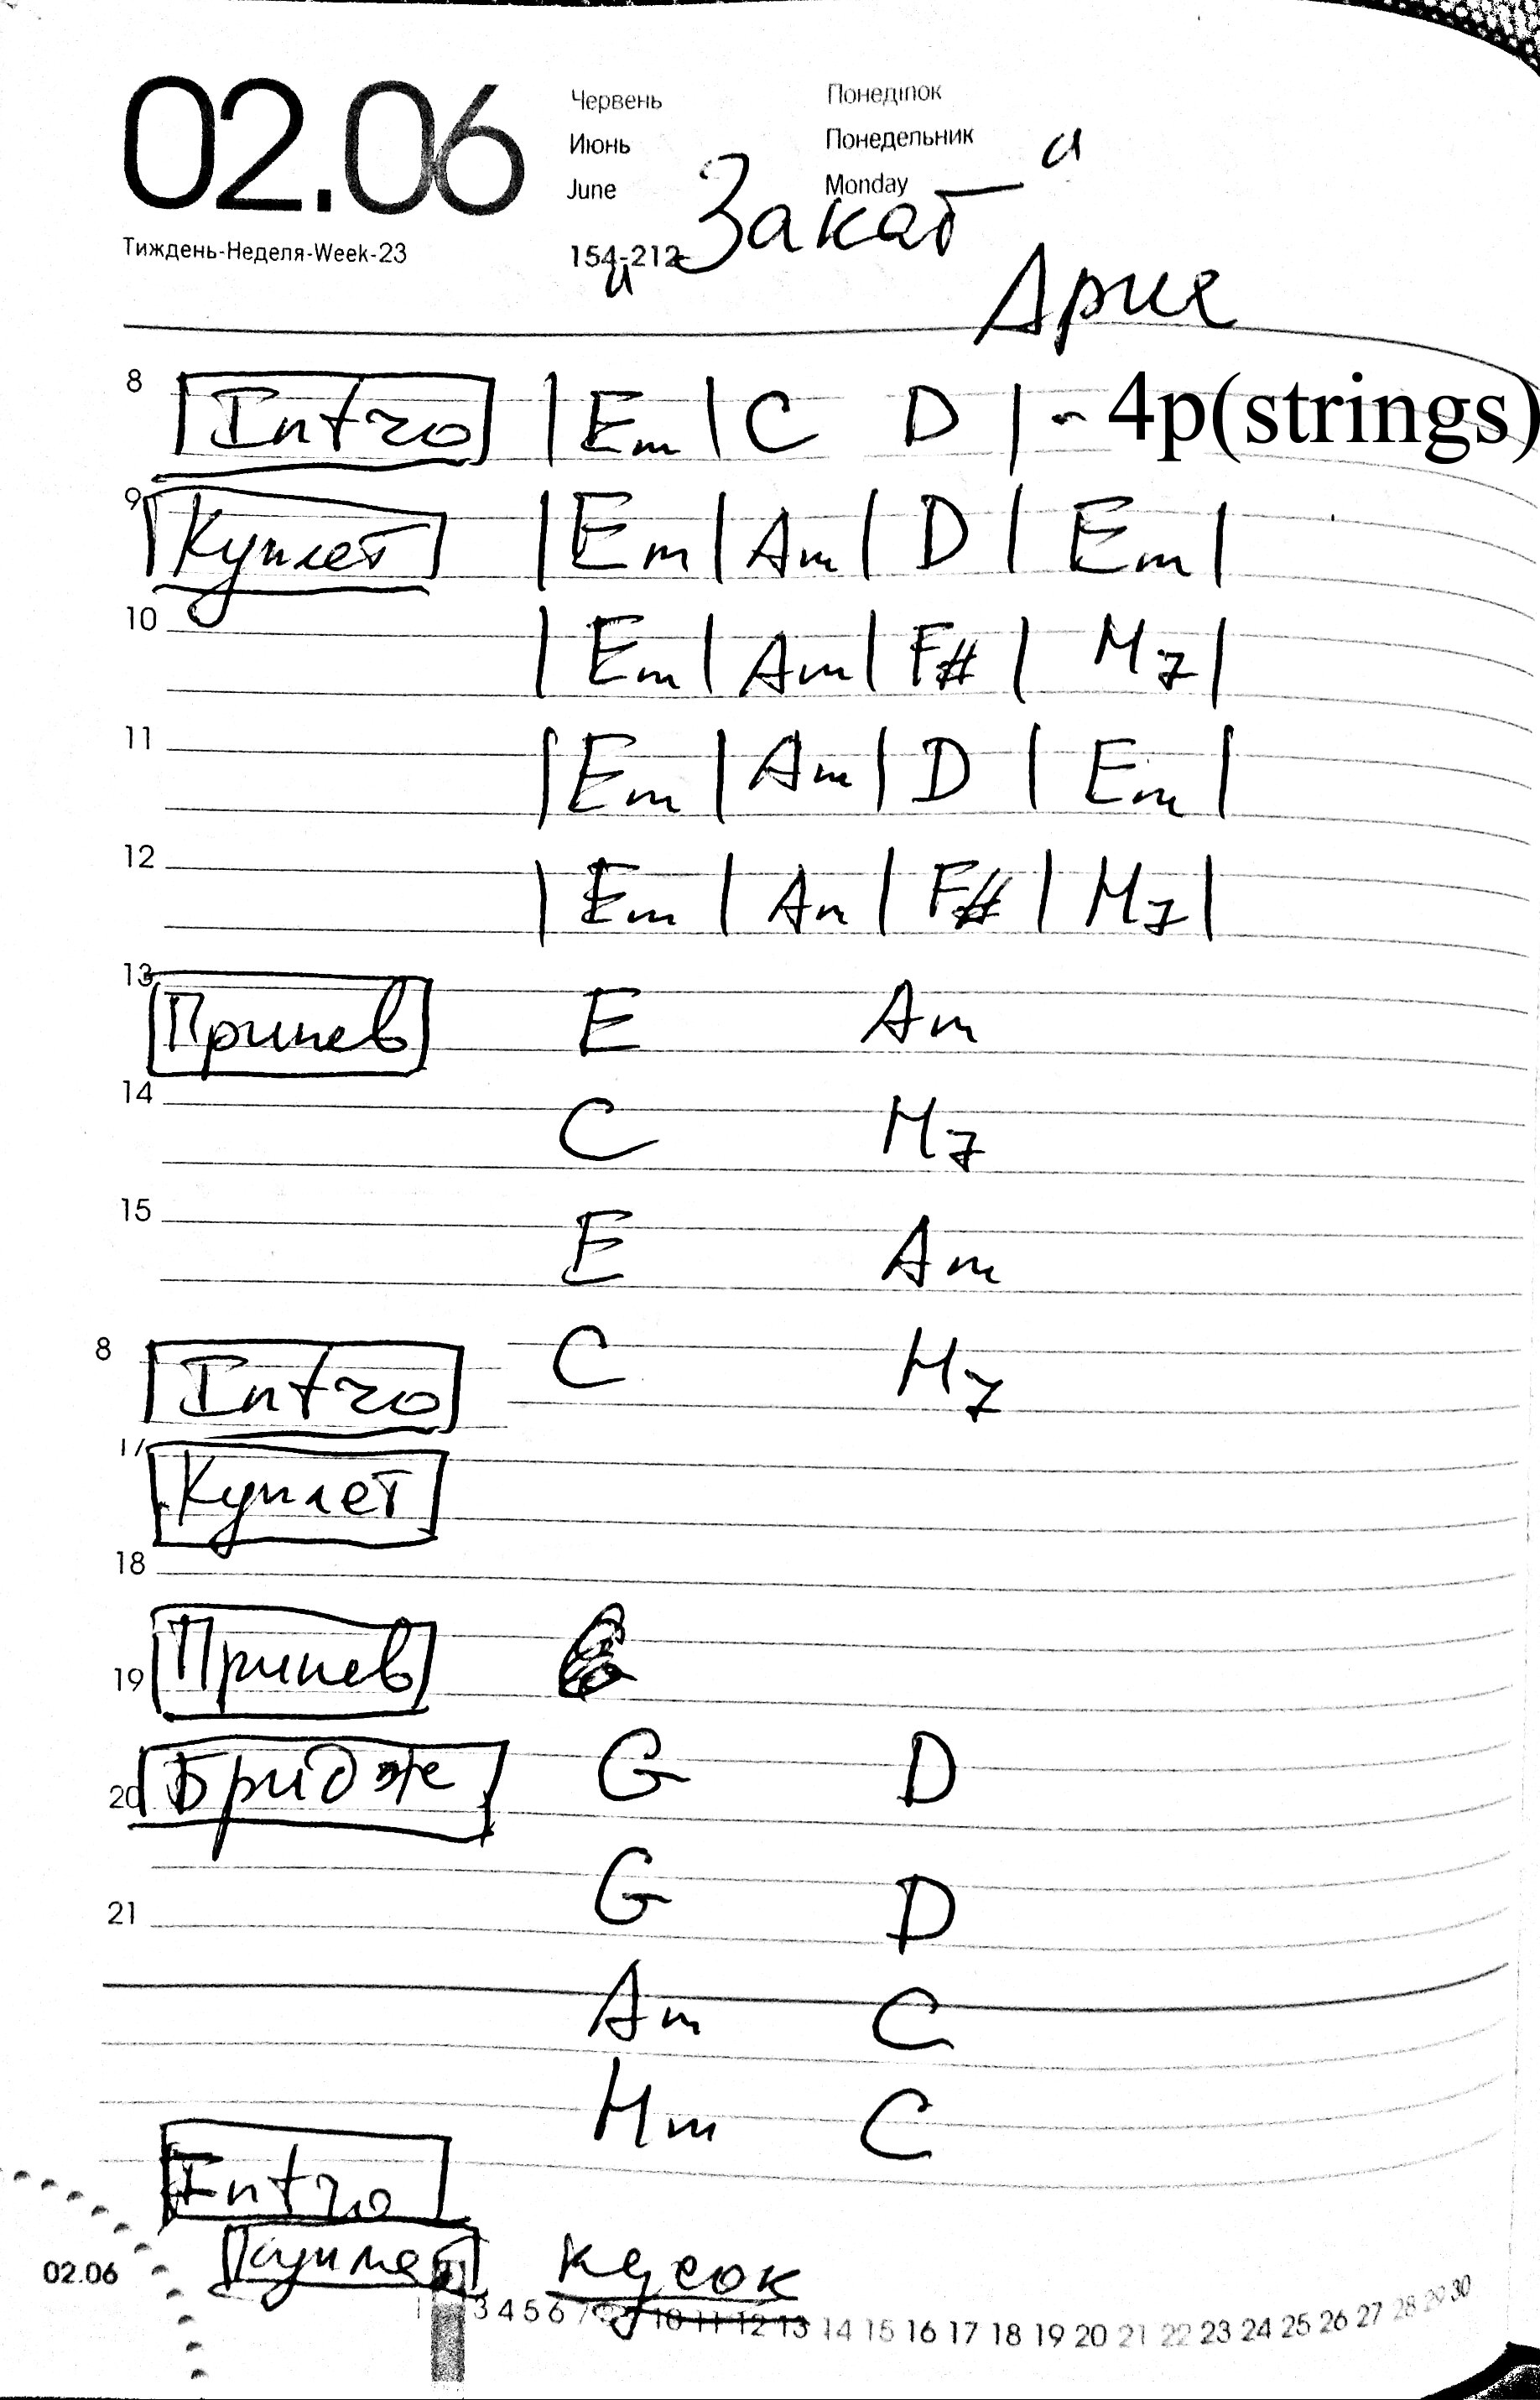 02.06 Червень Понеділок
Июнь Понедельник
June Monday
Тиждень-Неделя-Week-23 154-212
"Закат"
Ария
8 Intro | Em | C D | - 4p(strings)
9 Куплет | Em | Am | D | Em |
10 | Em | Am | F# | H7 |
11 | Em | Am | D | Em |
12 | Em | Am | F# | H7 |
13 Припев E Am
14 C H7
15 E Am
8 Intro C H7
17 Куплет
18
19 Припев
20 Бридж G D
21 G D
Am C
Hm C
Intro
кусок
02.06 1 3 4 5 6 7 10 11 12 13 14 15 16 17 18 19 20 21 22 23 24 25 26 27 28 29 30